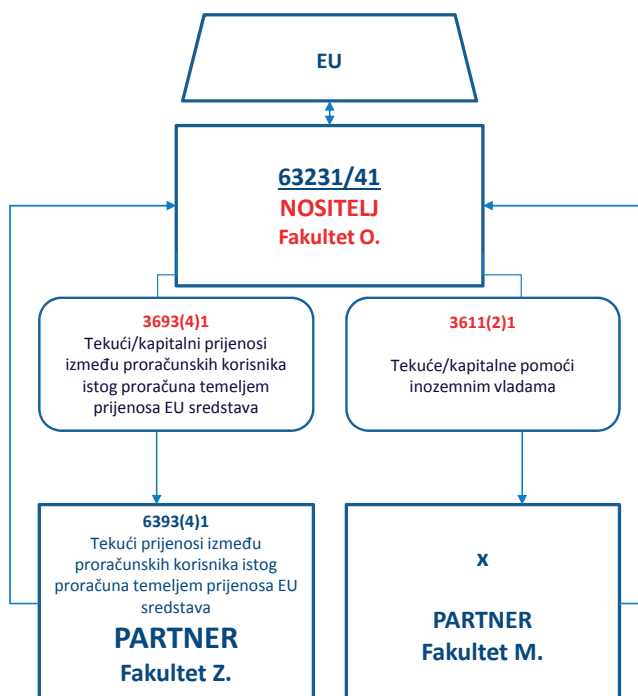 EU
63231/41
NOSITELJ
Fakultet O.
3693(4)1
Tekući/kapitalni prijenosi
između proračunskih korisnika
istog proračuna temeljem
prijenosa EU sredstava
3611(2)1
Tekuće/kapitalne pomoći
inozemnim vladama
6393(4)1
Tekući prijenosi između
proračunskih korisnika istog
proračuna temeljem prijenosa EU
sredstava
PARTNER
Fakultet Z.
x
PARTNER
Fakultet M.